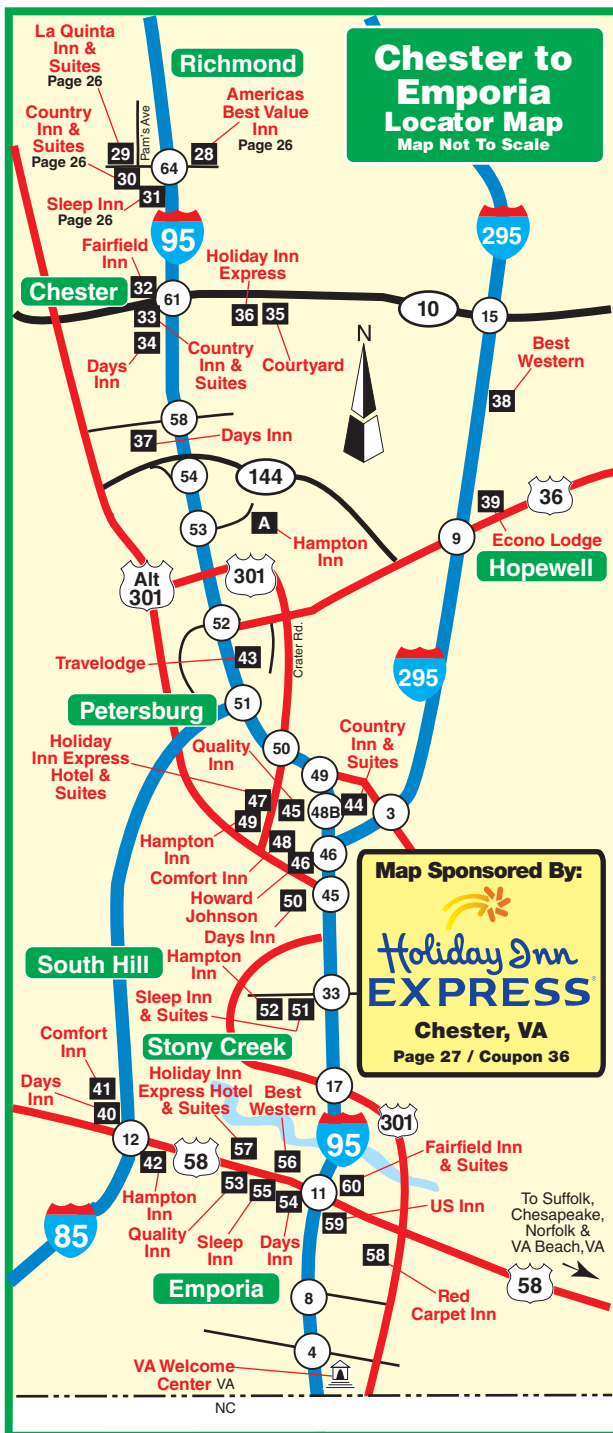 Chester to
Emporia
Locator Map
Map Not To Scale
La Quinta
Inn &
Suites
Page 26
Richmond
Americas
Best Value
Inn
Page 26
Country
Inn &
Suites
Page 26
Pam's Ave
29
28
30
64
31
Sleep Inn
Page 26
95
295
Fairfield
Inn
Holiday Inn
Express
Chester
32
61
10
15
33
36
35
34
Days
Inn
Country
Inn &
Suites
Courtyard
N
Best
Western
38
58
37
Days Inn
54
144
39
36
53
A
Hampton
Inn
9
Econo Lodge
Hopewell
Alt
301
301
52
Crater Rd.
Travelodge
43
295
51
Petersburg
Holiday
Inn Express
Hotel &
Suites
Quality
Inn
50
Country
Inn & Suites
49
47
45
48B
44
3
49
Hampton
Inn
48
46
46
Comfort Inn
Howard
Johnson
45
50
Days Inn
Map Sponsored By:
Holiday Inn
EXPRESS
Chester, VA
Page 27 / Coupon 36
South Hill
Hampton
Inn
33
Sleep Inn
& Suites
52
51
Stony Creek
Comfort
Inn
41
Days
Inn
40
Holiday Inn
Express Hotel
& Suites
Best
Western
17
301
95
57
Fairfield Inn
& Suites
12
58
56
42
53
55
54
11
60
Hampton
Inn
Quality
Inn
Sleep
Inn
Days
Inn
59
US Inn
To Suffolk,
Chesapeake,
Norfolk &
VA Beach,VA
85
58
58
Emporia
8
Red
Carpet Inn
4
VA Welcome
Center VA
NC